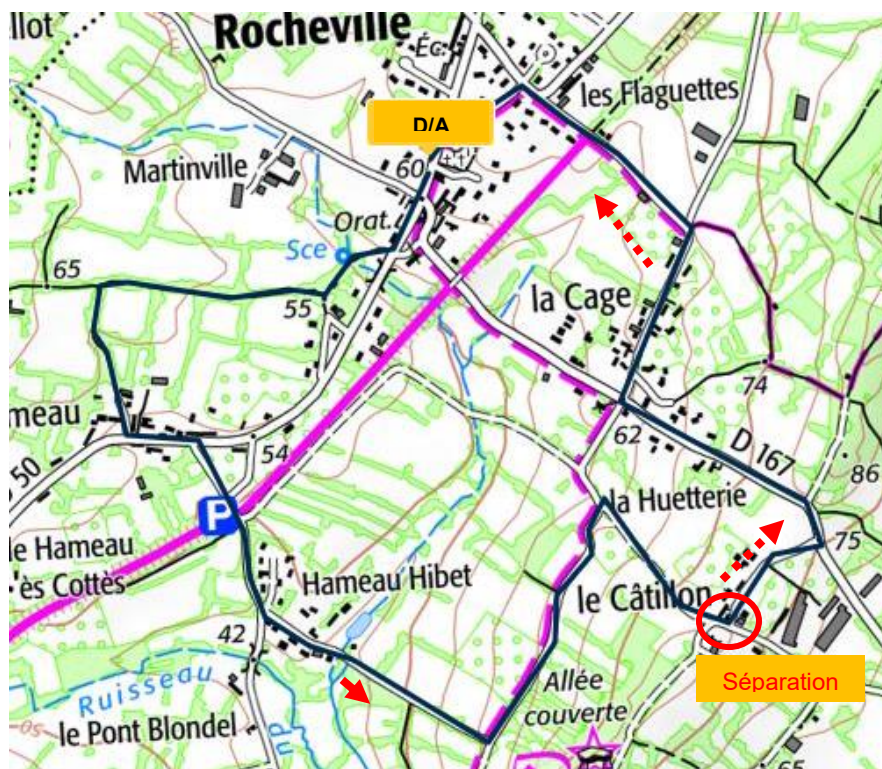 llot
Rocheville
Éc.
les Flaguettes
D/A
60
Martinville
Orat.
Sce
65
55
la Cage
74
meau
62
D 167
54
50
86
la Huetterie
P
75
le Hameau
ès Cottès
Hameau Hibet
le Câtillon
42
Séparation
Allée
couverte
Ruisseau
le Pont Blondel
du
65